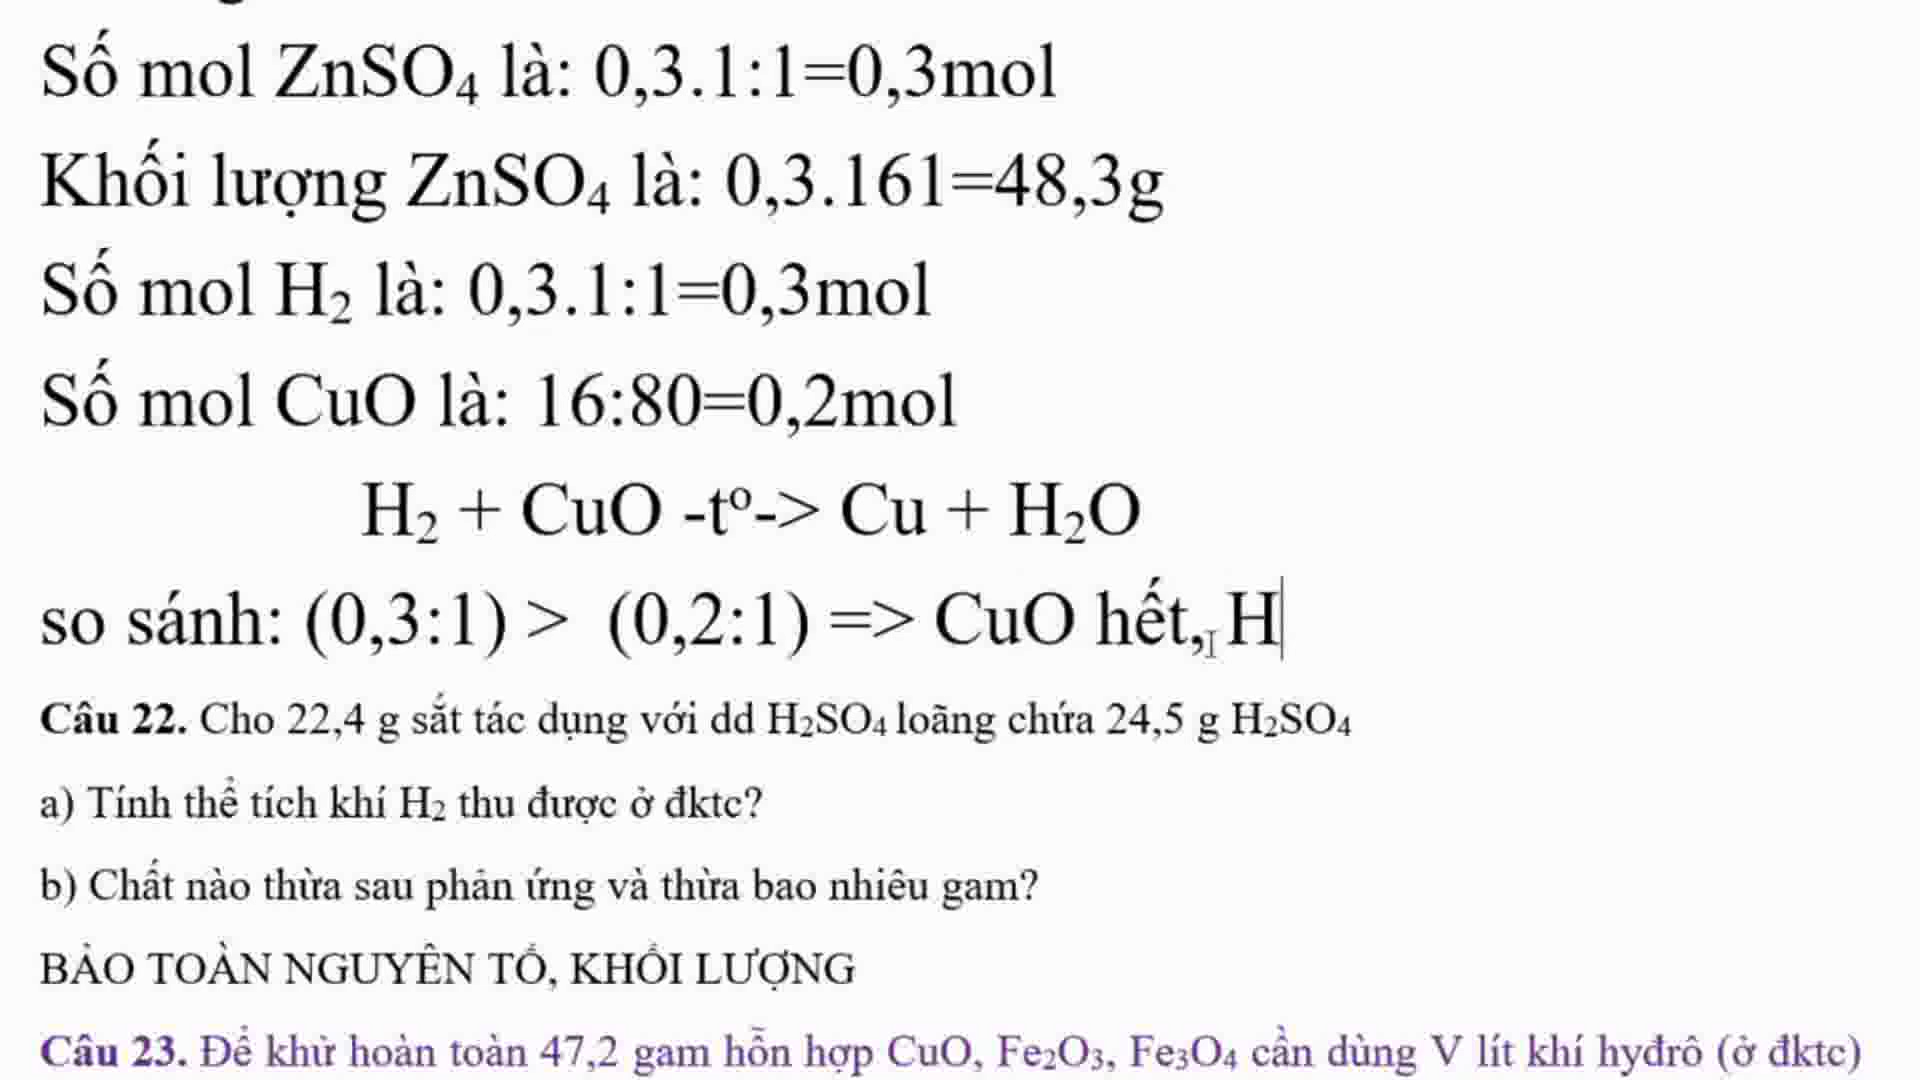 Số mol ZnSO₄ là: 0,3.1:1=0,3mol
Khối lượng ZnSO₄ là: 0,3.161=48,3g
Số mol H₂ là: 0,3.1:1=0,3mol
Số mol CuO là: 16:80=0,2mol
H₂ + CuO -tº-> Cu + H₂O
so sánh: (0,3:1) > (0,2:1) => CuO hết, H
Câu 22. Cho 22,4 g sắt tác dụng với dd H₂SO₄ loãng chứa 24,5 g H₂SO₄
a) Tính thể tích khí H₂ thu được ở đktc?
b) Chất nào thừa sau phản ứng và thừa bao nhiêu gam?
BẢO TOÀN NGUYÊN TỐ, KHỐI LƯỢNG
Câu 23. Để khử hoàn toàn 47,2 gam hỗn hợp CuO, Fe₂O₃, Fe₃O₄ cần dùng V lít khí hyđrô (ở đktc)